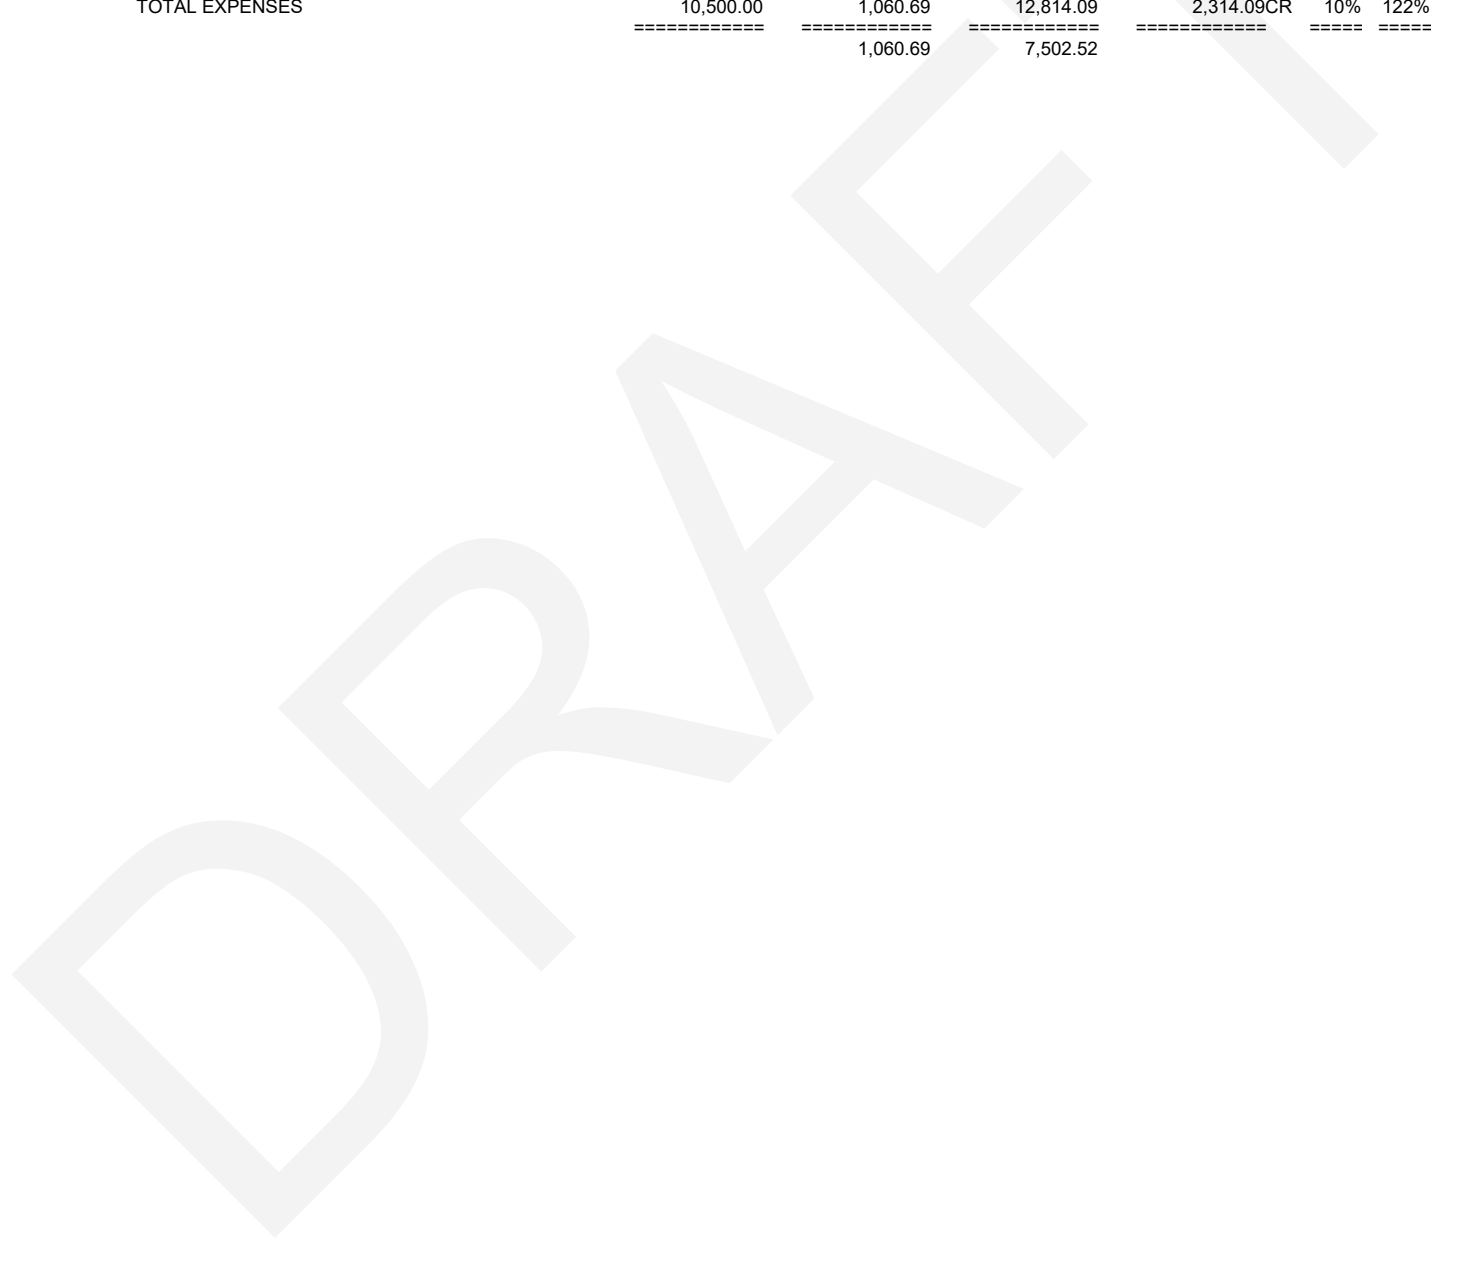 TOTAL EXPENSES 10,500.00 1,060.69 12,814.09 2,314.09CR 10% 122%
============ ============ ============ ============ ===== =====
1,060.69 7,502.52
DRAFT